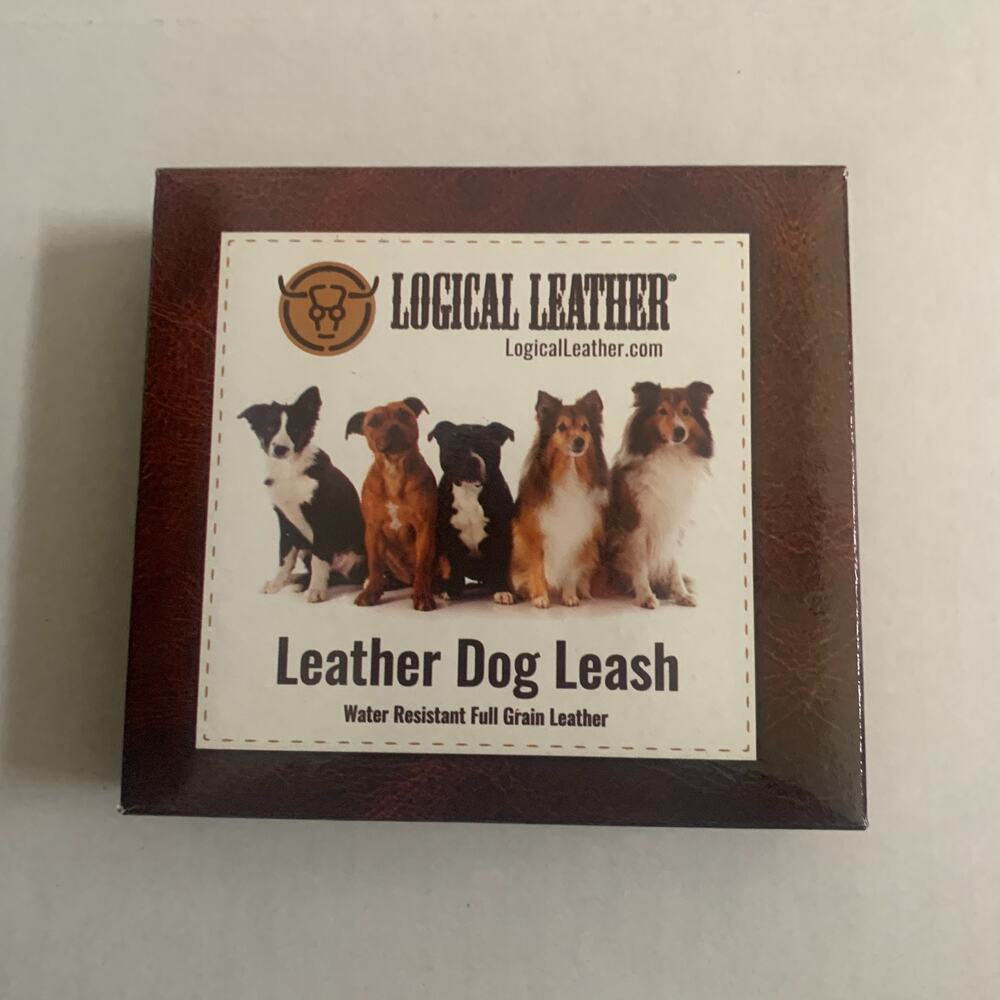 LOGICAL LEATHER®
LogicalLeather.com
Leather Dog Leash
Water Resistant Full Grain Leather